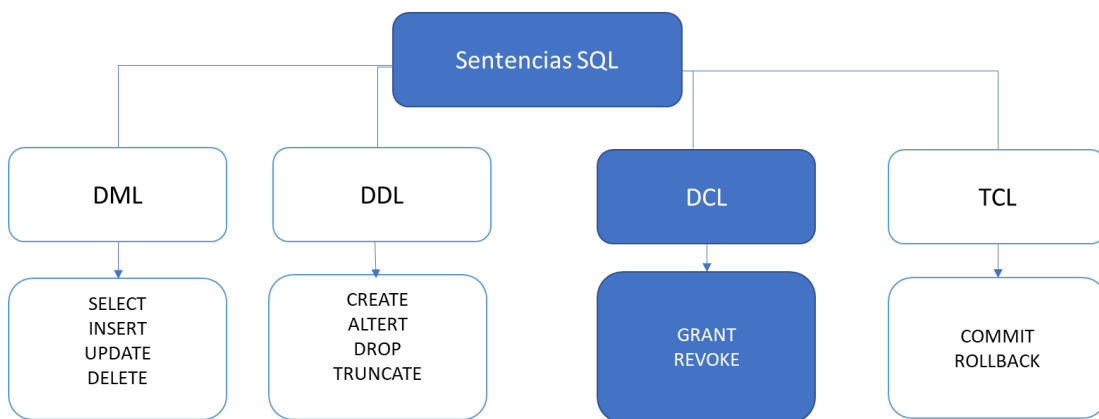 Sentencias SQL
DML
DDL
DCL
TCL
SELECT
INSERT
UPDATE
DELETE
CREATE
ALTERT
DROP
TRUNCATE
GRANT
REVOKE
COMMIT
ROLLBACK